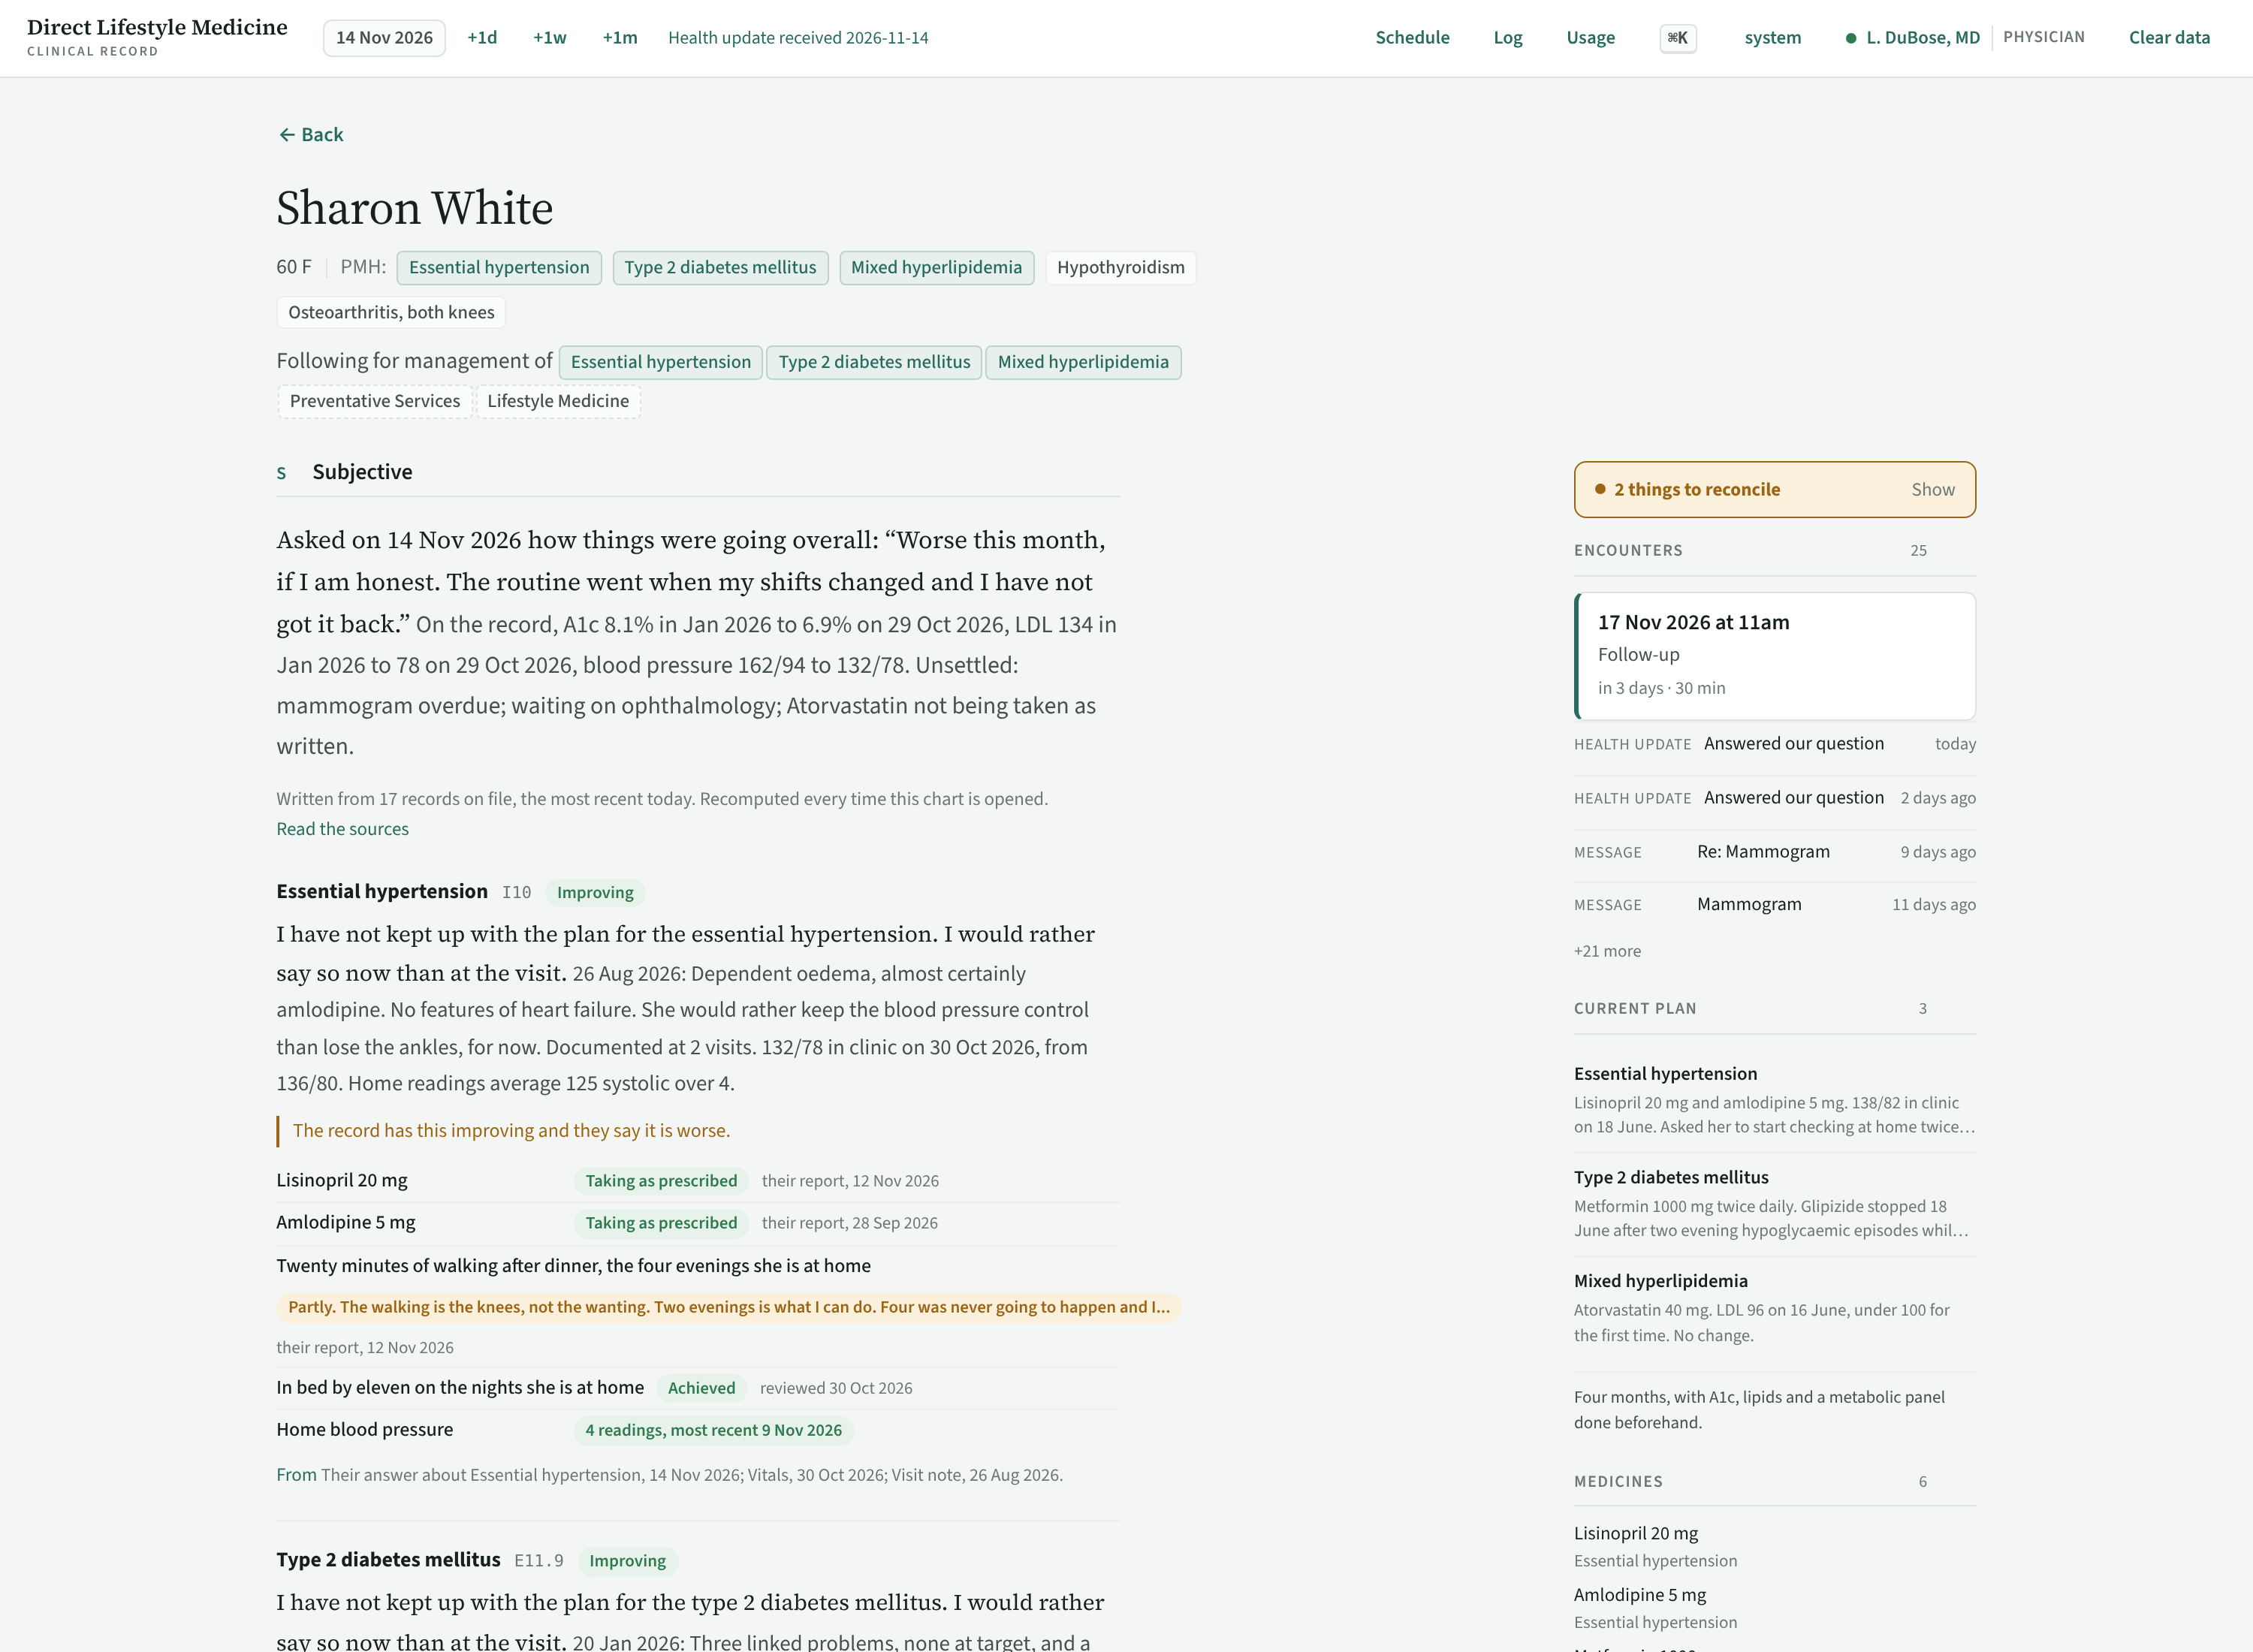 Direct Lifestyle Medicine
CLINICAL RECORD
14 Nov 2026
+1d
+1w
+1m
Health update received 2026-11-14
Schedule
Log
Usage
⌘K
system
L. DuBose, MD
PHYSICIAN
Clear data
← Back
Sharon White
60 F
PMH:
Essential hypertension
Type 2 diabetes mellitus
Mixed hyperlipidemia
Hypothyroidism
Osteoarthritis, both knees
Following for management of Essential hypertension Type 2 diabetes mellitus Mixed hyperlipidemia
Preventative Services
Lifestyle Medicine
S Subjective
Asked on 14 Nov 2026 how things were going overall: “Worse this month,
if I am honest. The routine went when my shifts changed and I have not
got it back.” On the record, A1c 8.1% in Jan 2026 to 6.9% on 29 Oct 2026, LDL 134 in
Jan 2026 to 78 on 29 Oct 2026, blood pressure 162/94 to 132/78. Unsettled:
mammogram overdue; waiting on ophthalmology; Atorvastatin not being taken as
written.
Written from 17 records on file, the most recent today. Recomputed every time this chart is opened.
Read the sources
Essential hypertension I10 Improving
I have not kept up with the plan for the essential hypertension. I would rather
say so now than at the visit. 26 Aug 2026: Dependent oedema, almost certainly
amlodipine. No features of heart failure. She would rather keep the blood pressure control
than lose the ankles, for now. Documented at 2 visits. 132/78 in clinic on 30 Oct 2026, from
136/80. Home readings average 125 systolic over 4.
The record has this improving and they say it is worse.
Lisinopril 20 mg Taking as prescribed their report, 12 Nov 2026
Amlodipine 5 mg Taking as prescribed their report, 28 Sep 2026
Twenty minutes of walking after dinner, the four evenings she is at home
Partly. The walking is the knees, not the wanting. Two evenings is what I can do. Four was never going to happen and I...
their report, 12 Nov 2026
In bed by eleven on the nights she is at home Achieved reviewed 30 Oct 2026
Home blood pressure 4 readings, most recent 9 Nov 2026
From Their answer about Essential hypertension, 14 Nov 2026; Vitals, 30 Oct 2026; Visit note, 26 Aug 2026.
Type 2 diabetes mellitus E11.9 Improving
I have not kept up with the plan for the type 2 diabetes mellitus. I would rather
say so now than at the visit. 20 Jan 2026: Three linked problems, none at target, and a
2 things to reconcile Show
ENCOUNTERS 25
17 Nov 2026 at 11am
Follow-up
in 3 days · 30 min
HEALTH UPDATE Answered our question today
HEALTH UPDATE Answered our question 2 days ago
MESSAGE Re: Mammogram 9 days ago
MESSAGE Mammogram 11 days ago
+21 more
CURRENT PLAN 3
Essential hypertension
Lisinopril 20 mg and amlodipine 5 mg. 138/82 in clinic
on 18 June. Asked her to start checking at home twice…
Type 2 diabetes mellitus
Metformin 1000 mg twice daily. Glipizide stopped 18
June after two evening hypoglycaemic episodes whil…
Mixed hyperlipidemia
Atorvastatin 40 mg. LDL 96 on 16 June, under 100 for
the first time. No change.
Four months, with A1c, lipids and a metabolic panel
done beforehand.
MEDICINES 6
Lisinopril 20 mg
Essential hypertension
Amlodipine 5 mg
Essential hypertension